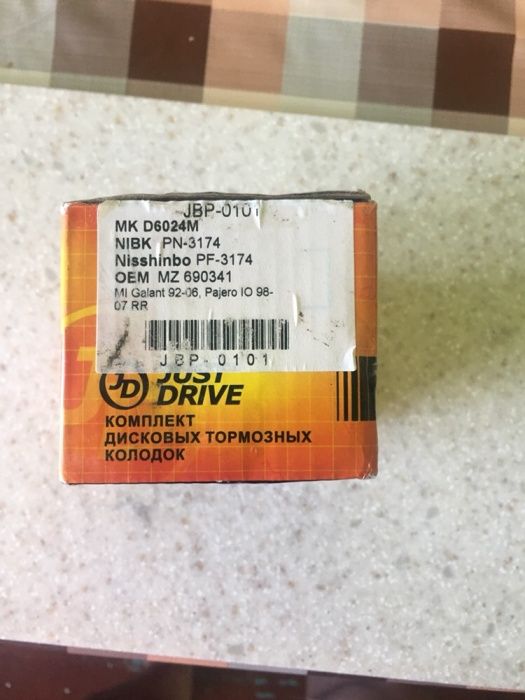 JBP-0101
MK D6024M
NIBK PN-3174
Nisshinbo PF-3174
OEM MZ 690341
MI Galant 92-06, Pajero IO 98-
07 RR
JBP-0101
JD JUST
DRIVE
КОМПЛЕКТ
ДИСКОВЫХ ТОРМОЗНЫХ
КОЛОДОК